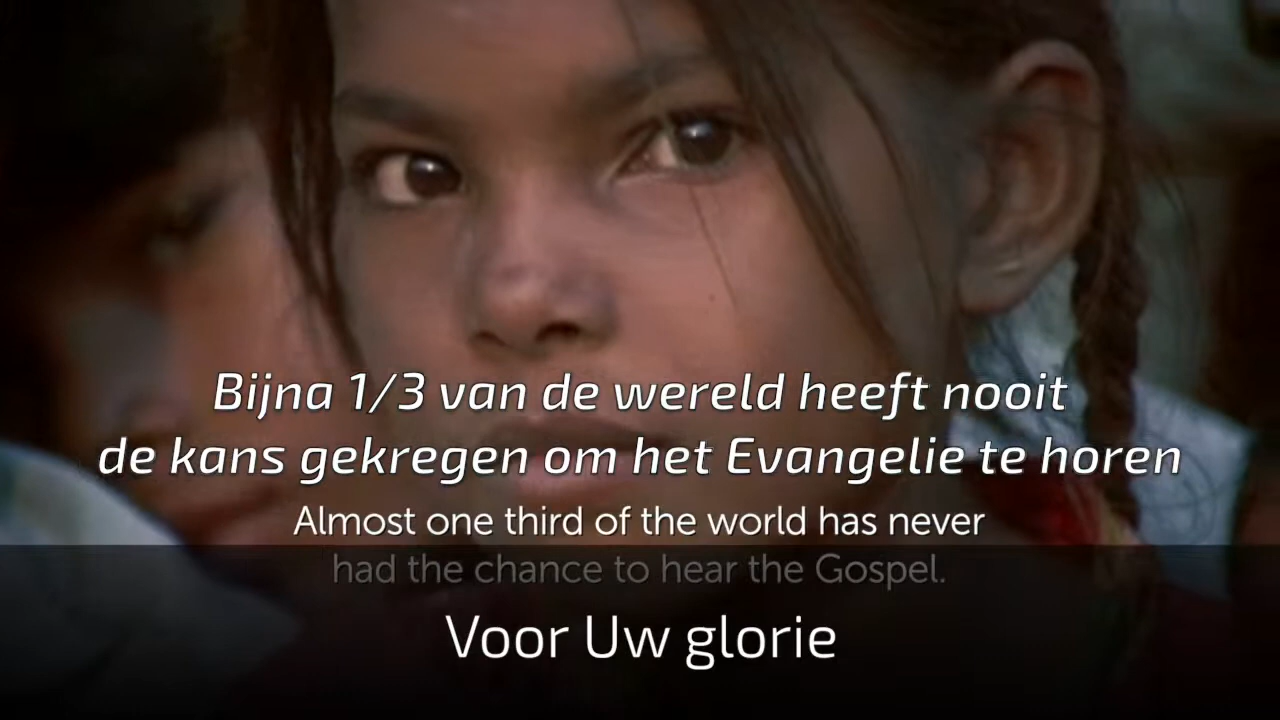 Bijna 1/3 van de wereld heeft nooit
de kans gekregen om het Evangelie te horen
Almost one third of the world has never
had the chance to hear the Gospel.
Voor Uw glorie